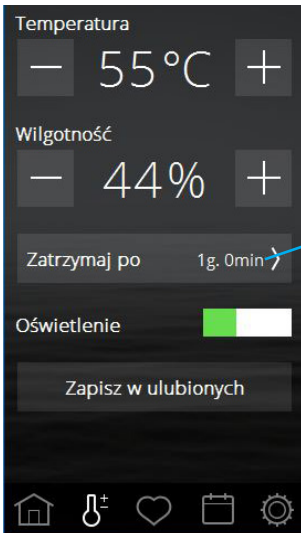 Temperatura
— 55°C +
Wilgotność
— 44% +
Zatrzymaj po 1g. 0min
Oświetlenie
Zapisz w ulubionych